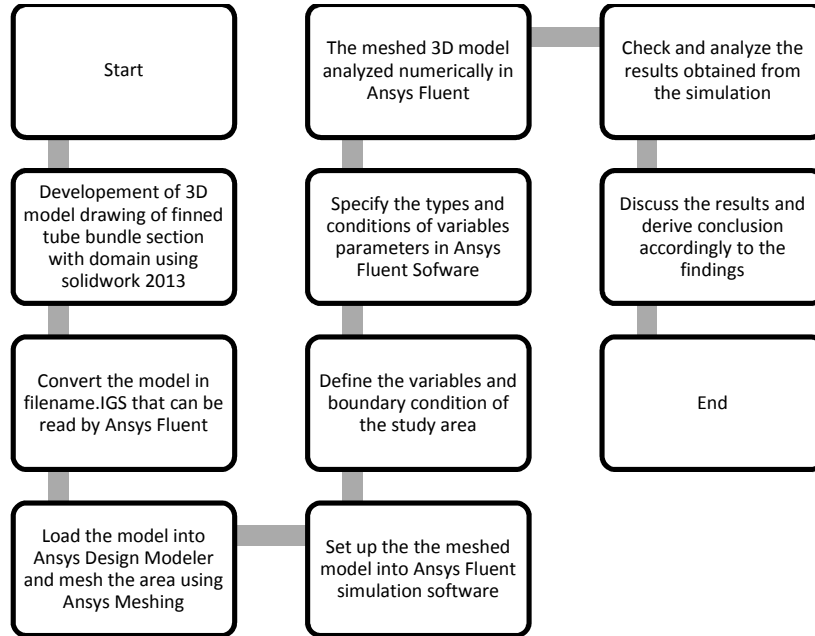 Start
Developement of 3D
model drawing of finned
tube bundle section
with domain using
solidwork 2013
Convert the model in
filename.IGS that can be
read by Ansys Fluent
Load the model into
Ansys Design Modeler
and mesh the area using
Ansys Meshing
Set up the the meshed
model into Ansys Fluent
simulation software
Define the variables and
boundary condition of
the study area
Specify the types and
conditions of variables
parameters in Ansys
Fluent Sofware
The meshed 3D model
analyzed numerically in
Ansys Fluent
Check and analyze the
results obtained from
the simulation
Discuss the results and
derive conclusion
accordingly to the
findings
End